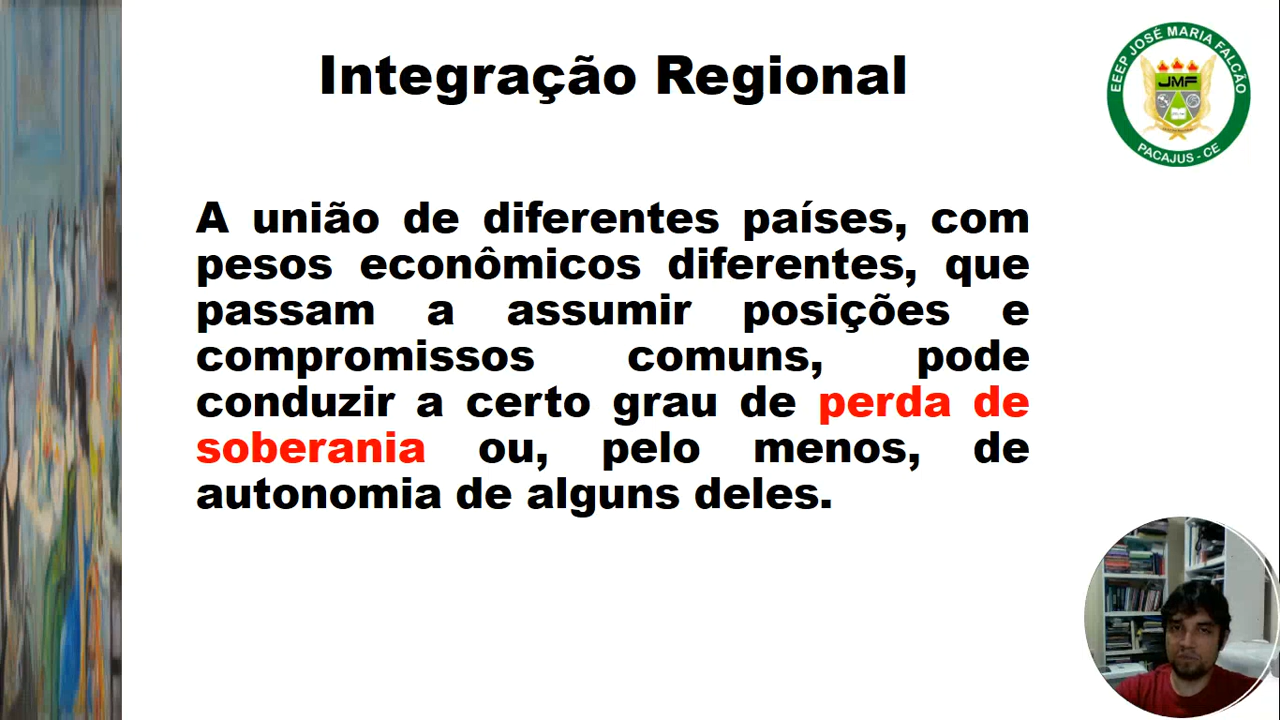 Integração Regional
EEEP JOSÉ MARIA FALCÃO
JMF
PACAJUS - CE
A união de diferentes países, com
pesos econômicos diferentes, que
passam a assumir posições e
compromissos comuns, pode
conduzir a certo grau de perda de
soberania ou, pelo menos, de
autonomia de alguns deles.